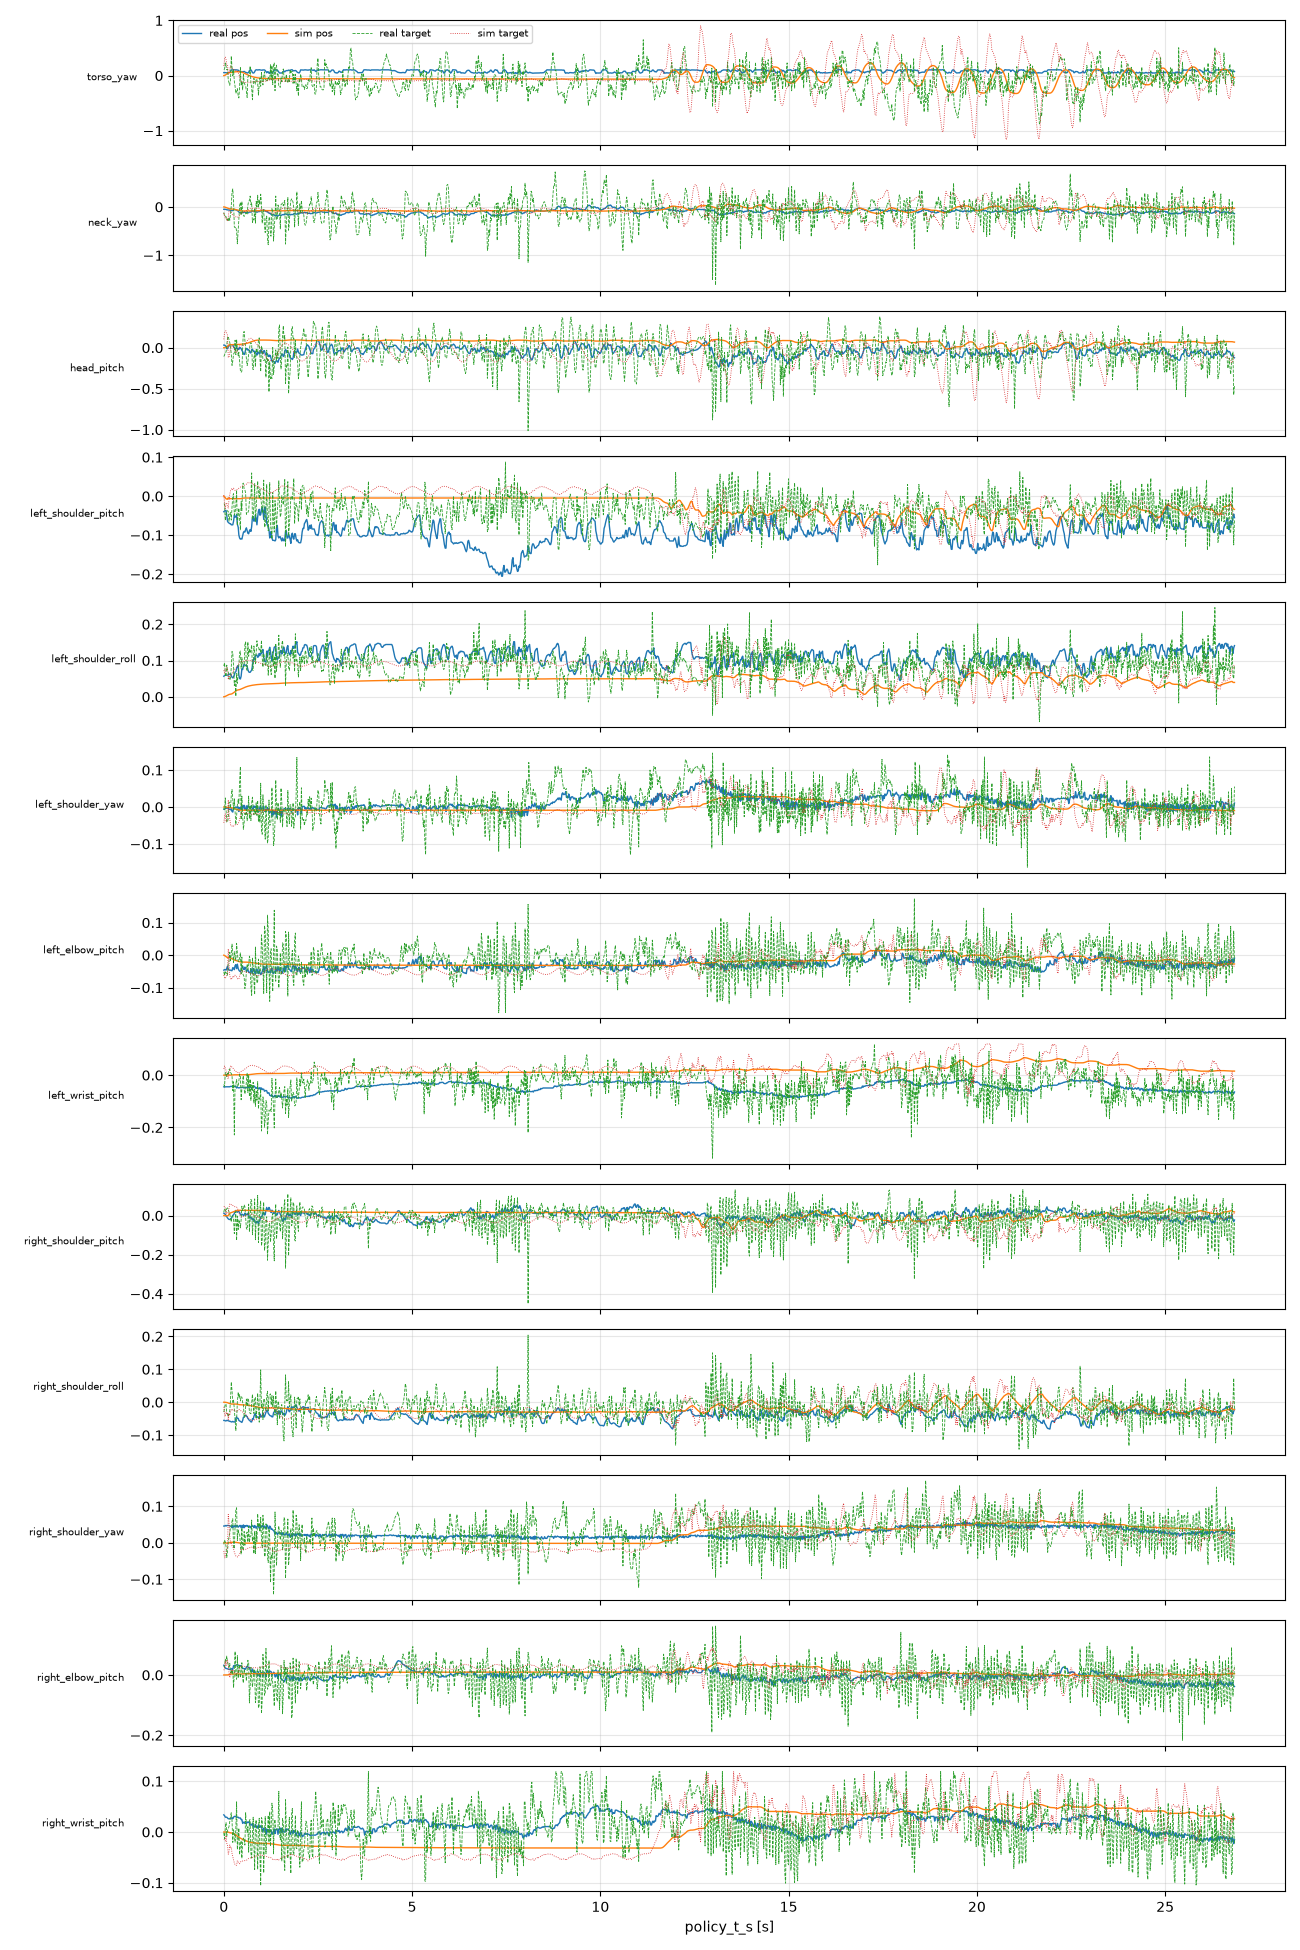 1
real pos sim pos real target sim target
torso_yaw
0
−1
0
neck_yaw
−1
0.0
head_pitch
−0.5
−1.0
0.1
0.0
left_shoulder_pitch
−0.1
−0.2
0.2
left_shoulder_roll
0.1
0.0
0.1
left_shoulder_yaw
0.0
−0.1
0.1
left_elbow_pitch
0.0
−0.1
0.0
left_wrist_pitch
−0.2
0.0
right_shoulder_pitch
−0.2
−0.4
0.2
0.1
right_shoulder_roll
0.0
−0.1
0.1
right_shoulder_yaw
0.0
−0.1
0.0
right_elbow_pitch
−0.2
0.1
right_wrist_pitch
0.0
−0.1
0 5 10 15 20 25
policy_t_s [s]